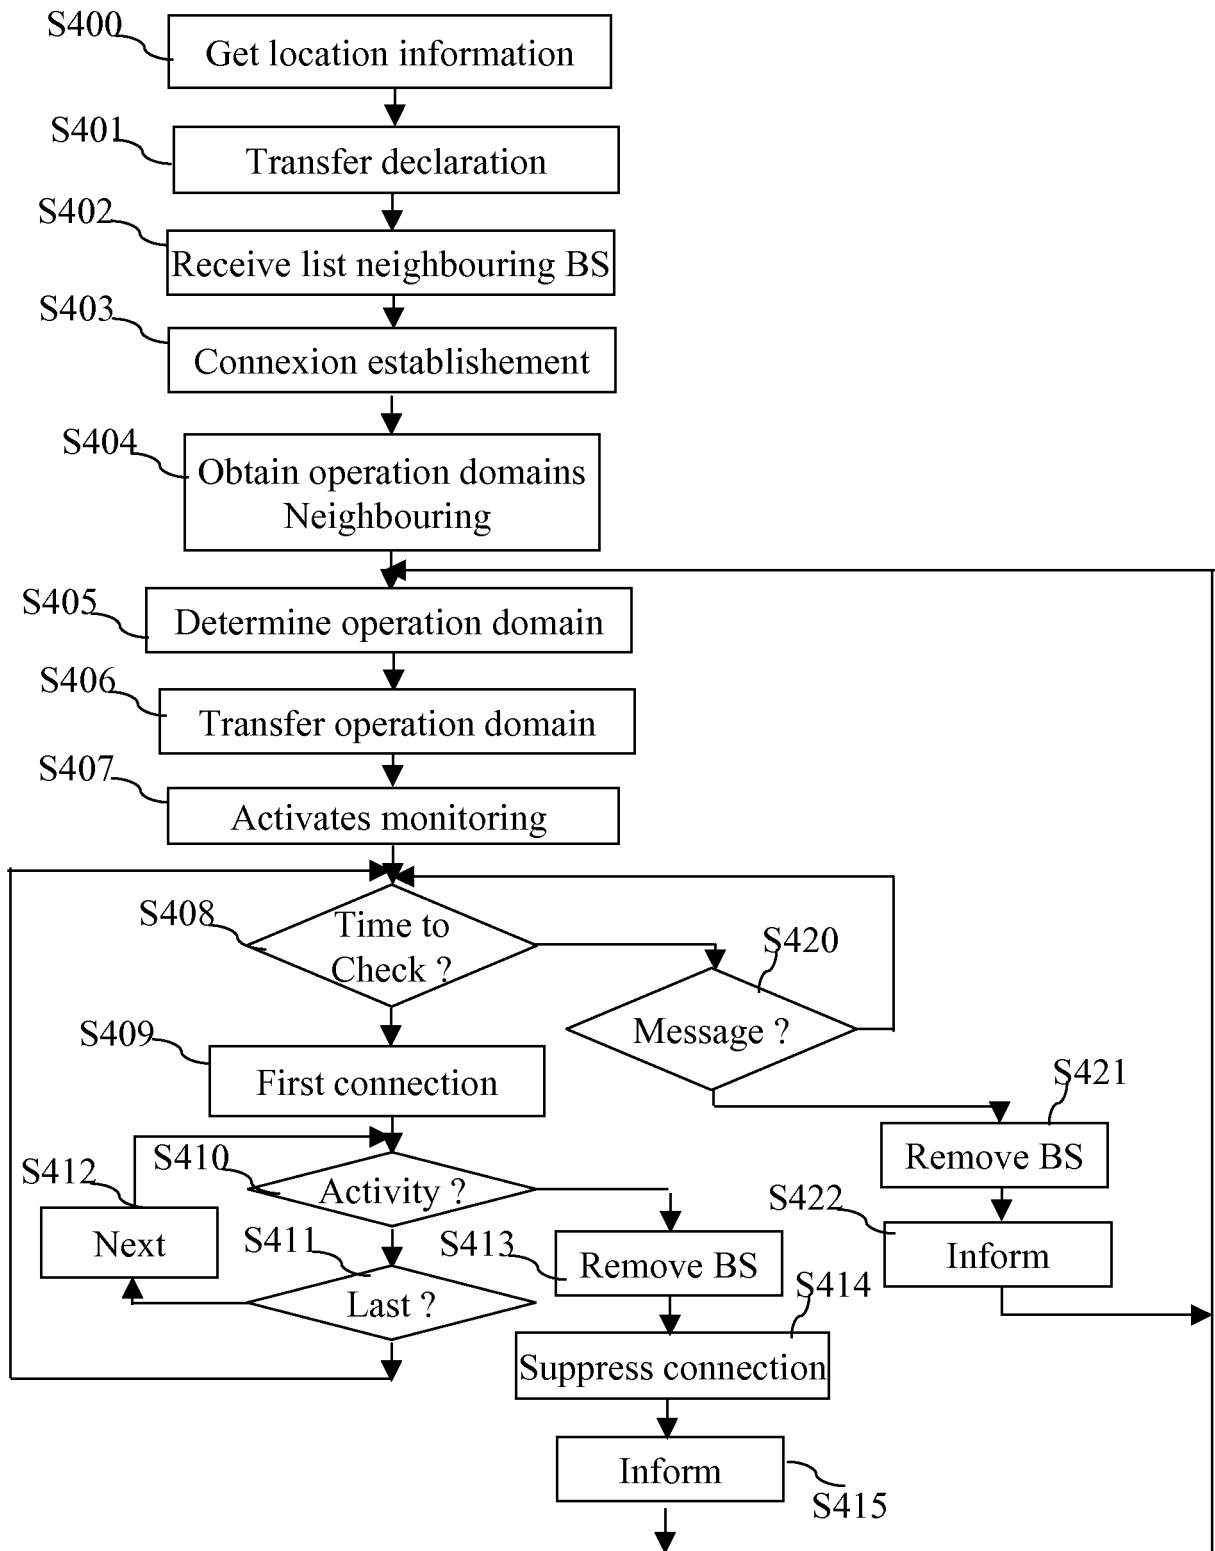 S400
Get location information
S401
Transfer declaration
S402
Receive list neighbouring BS
S403
Connexion establishement
S404
Obtain operation domains
Neighbouring
S405
Determine operation domain
S406
Transfer operation domain
S407
Activates monitoring
S408
Time to
Check ?
S420
Message ?
S409
First connection
S421
Remove BS
S410
Activity ?
S412
Next
S422
Inform
S411
Last ?
S413
Remove BS
S414
Suppress connection
Inform
S415